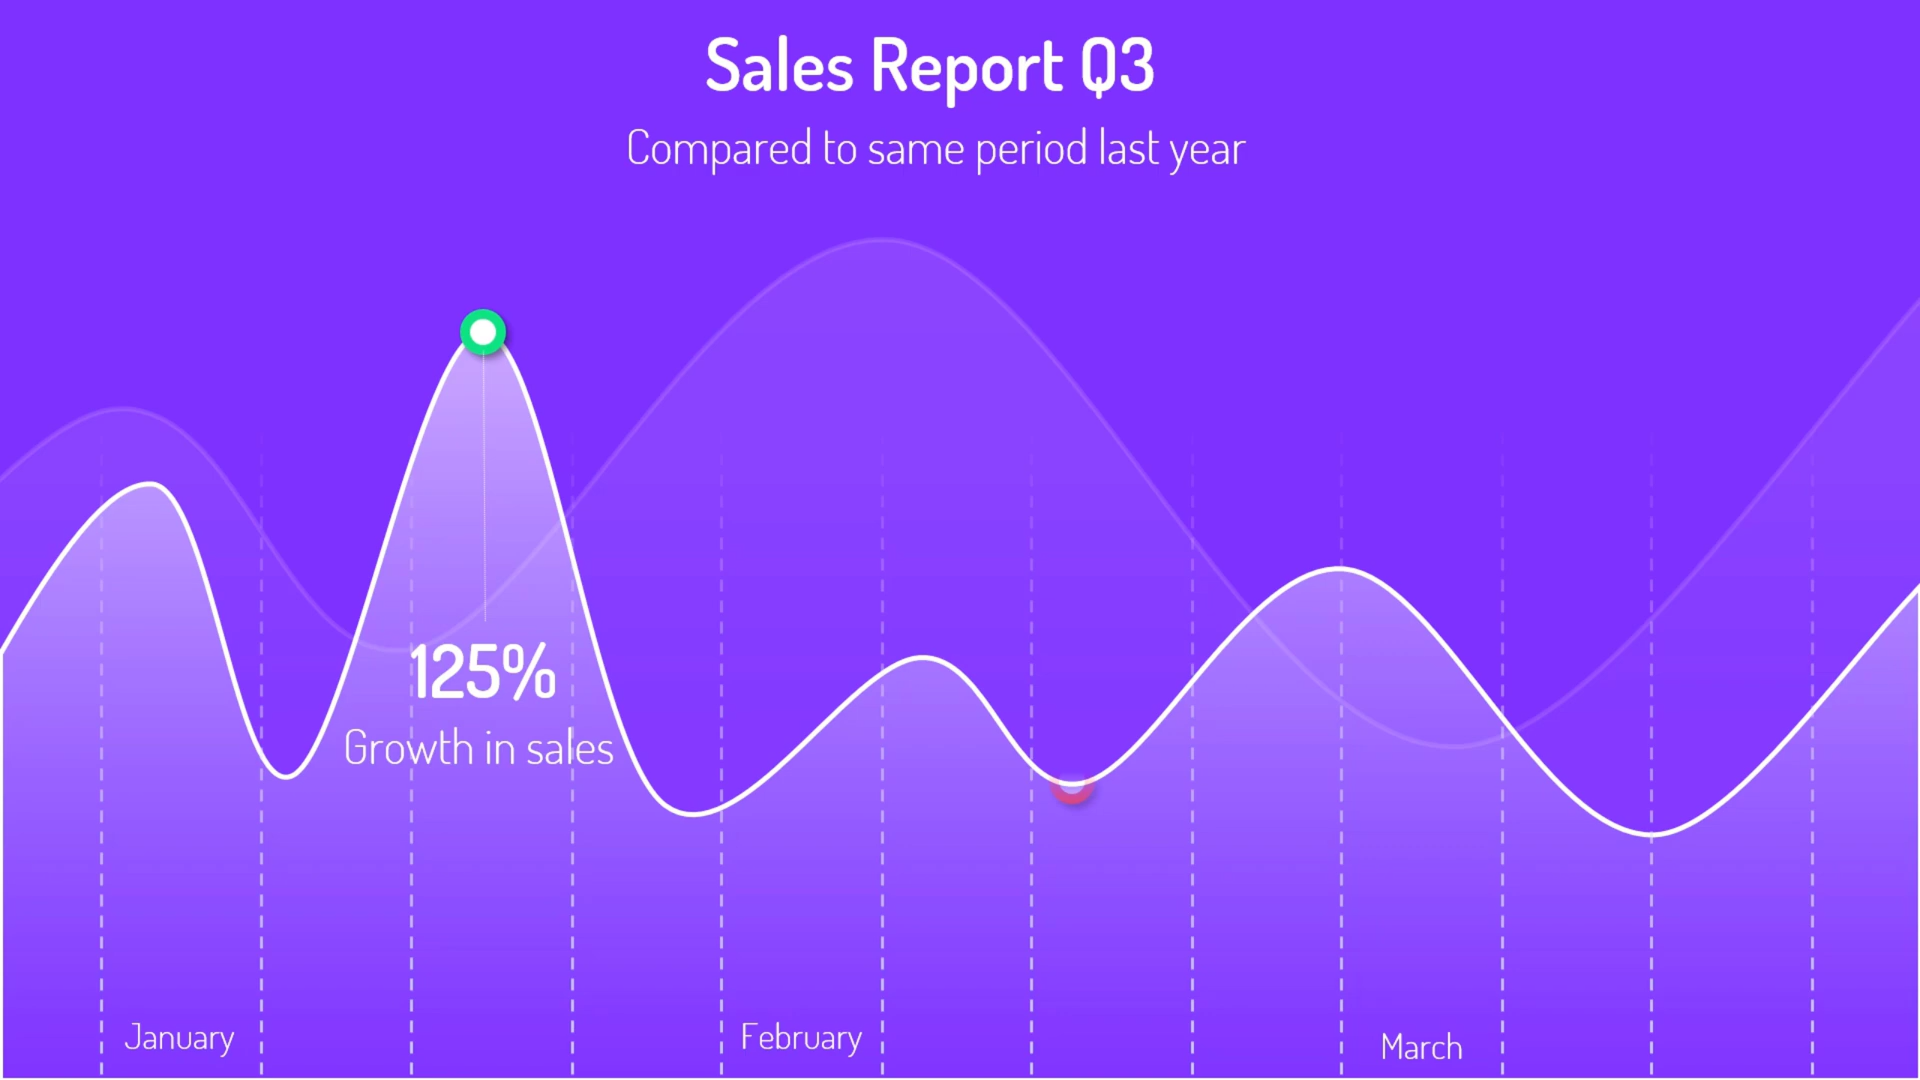 Sales Report Q3
Compared to same period last year
125%
Growth in sales
January
February
March